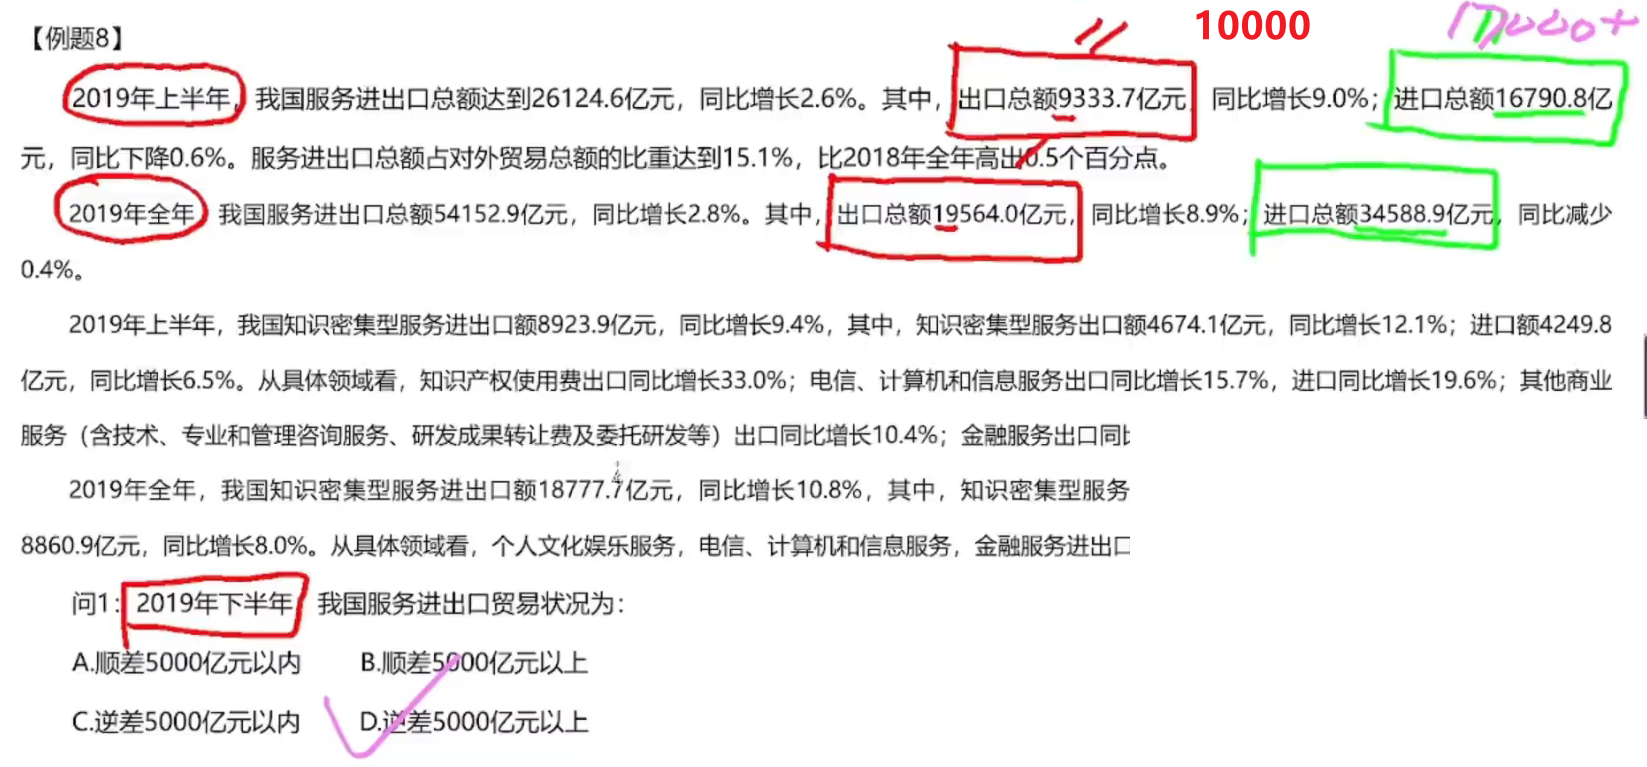 10000 17000+
【例题8】
2019年上半年，我国服务进出口总额达到26124.6亿元，同比增长2.6%。其中，出口总额9333.7亿元，同比增长9.0%；进口总额16790.8亿
元，同比下降0.6%。服务进出口总额占对外贸易总额的比重达到15.1%，比2018年全年高出0.5个百分点。
2019年全年，我国服务进出口总额54152.9亿元，同比增长2.8%。其中，出口总额19564.0亿元，同比增长8.9%；进口总额34588.9亿元，同比减少
0.4%。
2019年上半年，我国知识密集型服务进出口额8923.9亿元，同比增长9.4%，其中，知识密集型服务出口额4674.1亿元，同比增长12.1%；进口额4249.8
亿元，同比增长6.5%。从具体领域看，知识产权使用费出口同比增长33.0%；电信、计算机和信息服务出口同比增长15.7%，进口同比增长19.6%；其他商业
服务（含技术、专业和管理咨询服务、研发成果转让费及委托研发等）出口同比增长10.4%；金融服务出口同比
2019年全年，我国知识密集型服务进出口额18777.7亿元，同比增长10.8%，其中，知识密集型服务
8860.9亿元，同比增长8.0%。从具体领域看，个人文化娱乐服务，电信、计算机和信息服务，金融服务进出口
问1：2019年下半年，我国服务进出口贸易状况为：
A.顺差5000亿元以内 B.顺差5000亿元以上
C.逆差5000亿元以内 D.逆差5000亿元以上